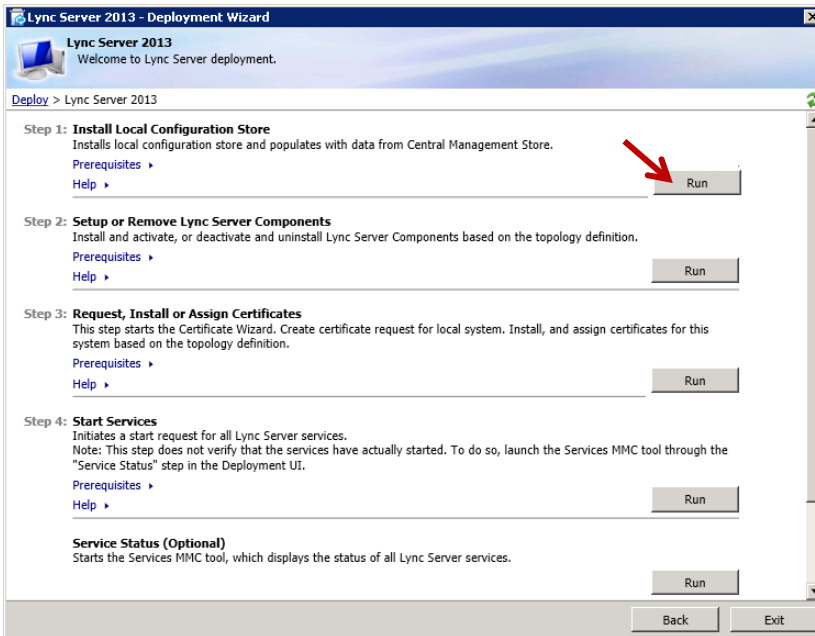 Lync Server 2013 - Deployment Wizard
Lync Server 2013
Welcome to Lync Server deployment.
Deploy > Lync Server 2013
Step 1: Install Local Configuration Store
Installs local configuration store and populates with data from Central Management Store.
Prerequisites ▸
Help ▸
Run
Step 2: Setup or Remove Lync Server Components
Install and activate, or deactivate and uninstall Lync Server Components based on the topology definition.
Prerequisites ▸
Help ▸
Run
Step 3: Request, Install or Assign Certificates
This step starts the Certificate Wizard. Create certificate request for local system. Install, and assign certificates for this
system based on the topology definition.
Prerequisites ▸
Help ▸
Run
Step 4: Start Services
Initiates a start request for all Lync Server services.
Note: This step does not verify that the services have actually started. To do so, launch the Services MMC tool through the
"Service Status" step in the Deployment UI.
Prerequisites ▸
Help ▸
Run
Service Status (Optional)
Starts the Services MMC tool, which displays the status of all Lync Server services.
Run
Back
Exit